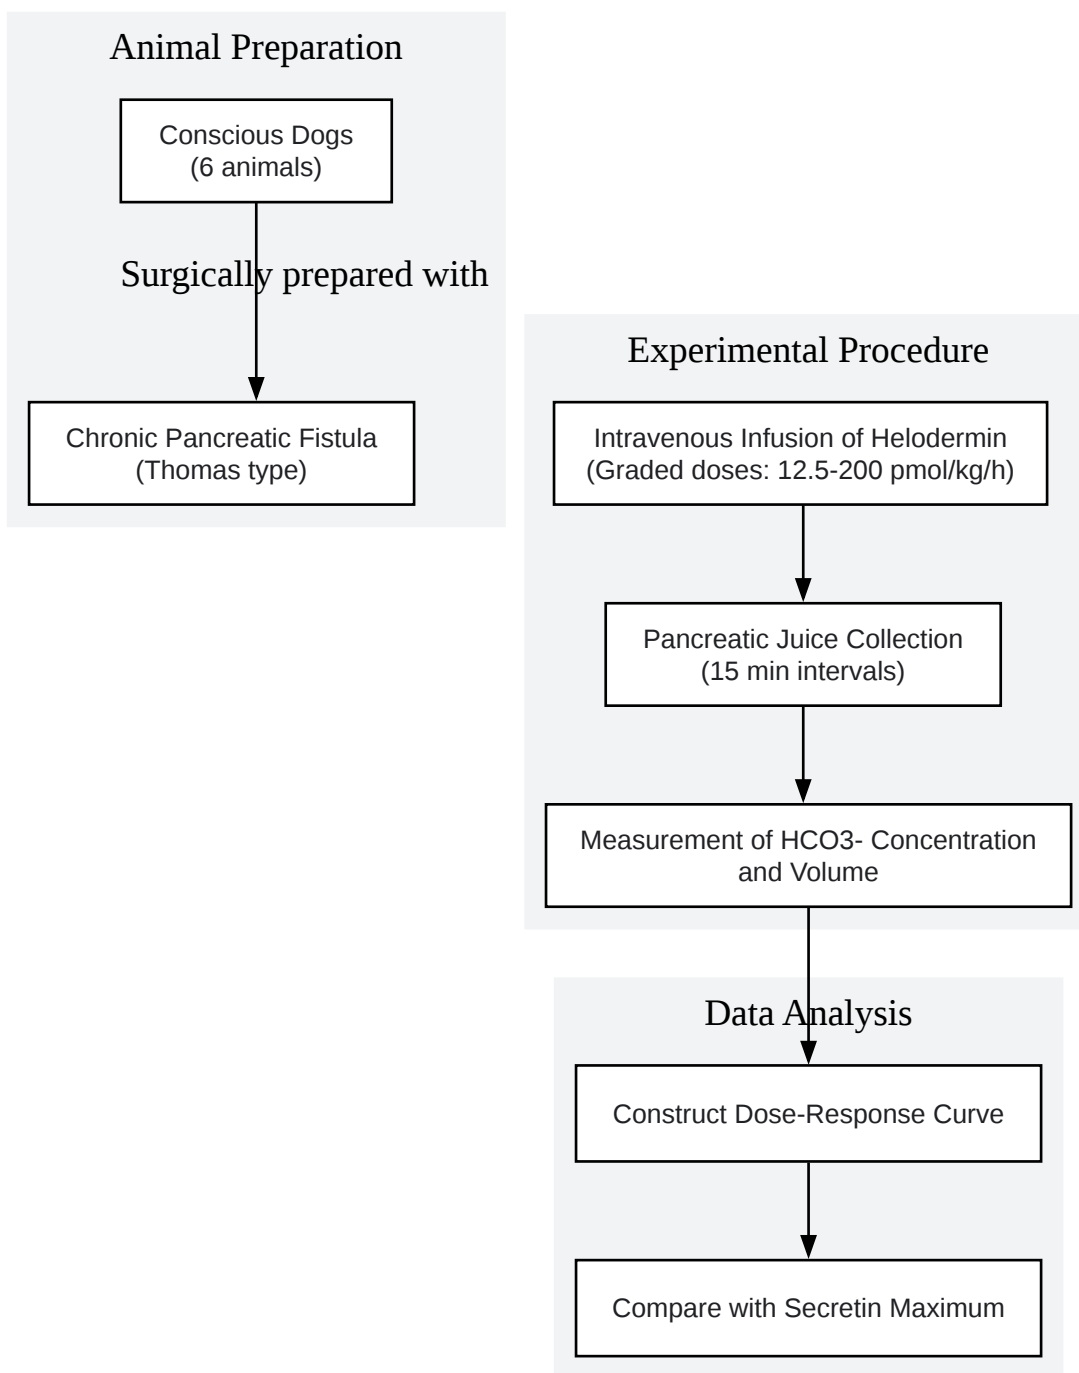 Animal Preparation
Conscious Dogs
(6 animals)
Surgically prepared with
Chronic Pancreatic Fistula
(Thomas type)
Experimental Procedure
Intravenous Infusion of Helodermin
(Graded doses: 12.5-200 pmol/kg/h)
Pancreatic Juice Collection
(15 min intervals)
Measurement of HCO3- Concentration
and Volume
Data Analysis
Construct Dose-Response Curve
Compare with Secretin Maximum